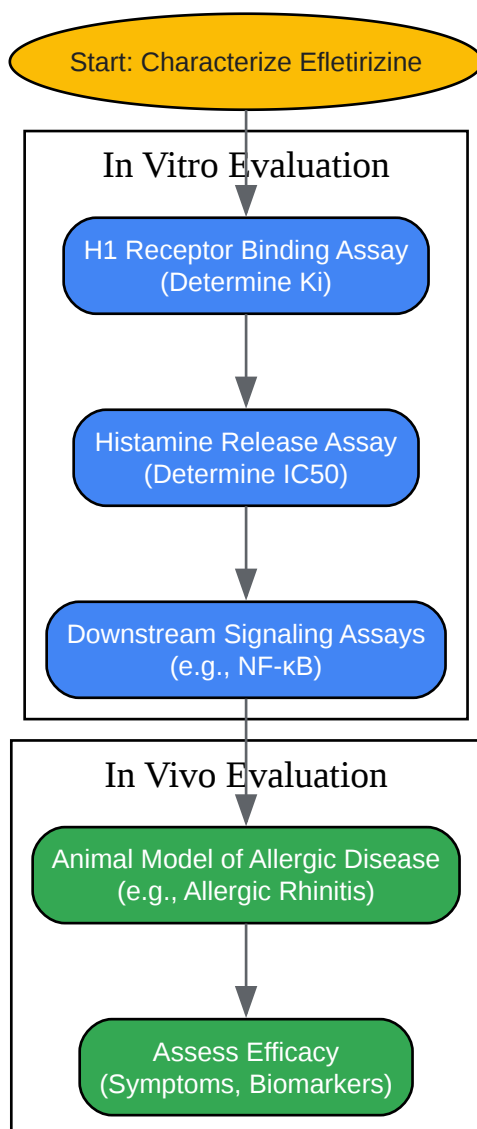 Start: Characterize Efletirizine
In Vitro Evaluation
H1 Receptor Binding Assay
(Determine Ki)
Histamine Release Assay
(Determine IC50)
Downstream Signaling Assays
(e.g., NF-κB)
In Vivo Evaluation
Animal Model of Allergic Disease
(e.g., Allergic Rhinitis)
Assess Efficacy
(Symptoms, Biomarkers)